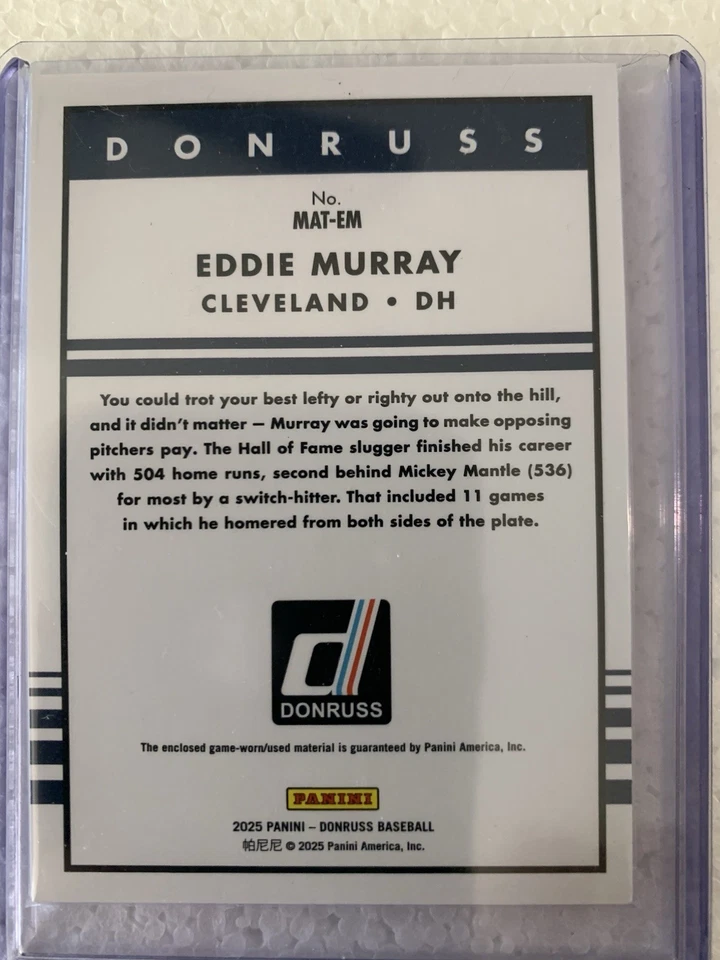 DONRUSS
No.
MAT-EM
EDDIE MURRAY
CLEVELAND • DH
You could trot your best lefty or righty out onto the hill,
and it didn't matter — Murray was going to make opposing
pitchers pay. The Hall of Fame slugger finished his career
with 504 home runs, second behind Mickey Mantle (536)
for most by a switch-hitter. That included 11 games
in which he homered from both sides of the plate.
d
DONRUSS
The enclosed game-worn/used material is guaranteed by Panini America, Inc.
PANINI
2025 PANINI – DONRUSS BASEBALL
帕尼尼 © 2025 Panini America, Inc.